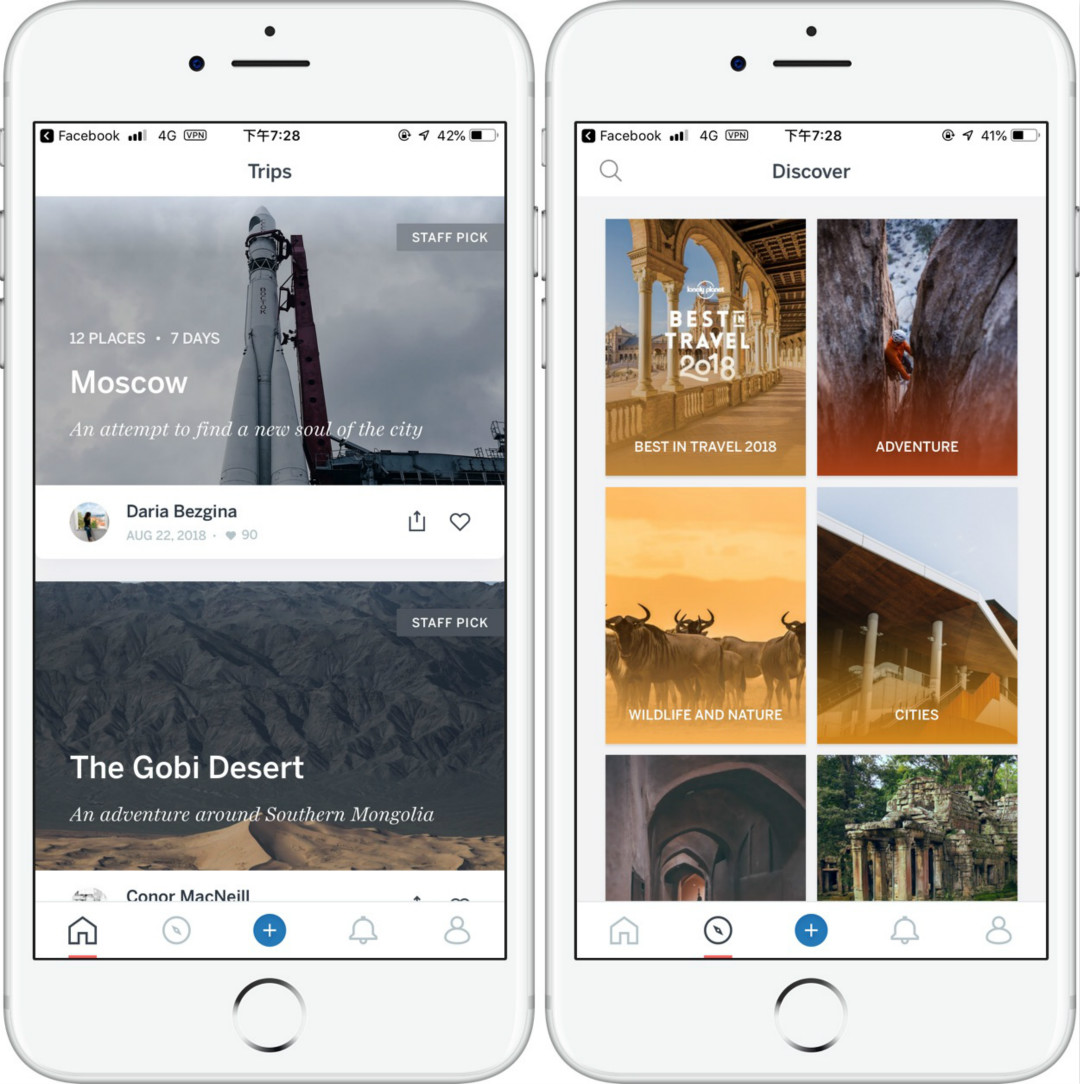 Facebook 4G VPN 下午7:28 42%
Trips
STAFF PICK
12 PLACES • 7 DAYS
Moscow
An attempt to find a new soul of the city
Daria Bezgina
AUG 22, 2018 · 90
STAFF PICK
The Gobi Desert
An adventure around Southern Mongolia
Conor MacNeill
Facebook 4G VPN 下午7:28 41%
Discover
lonely planet
BEST IN
TRAVEL
2018
BEST IN TRAVEL 2018
ADVENTURE
WILDLIFE AND NATURE
CITIES